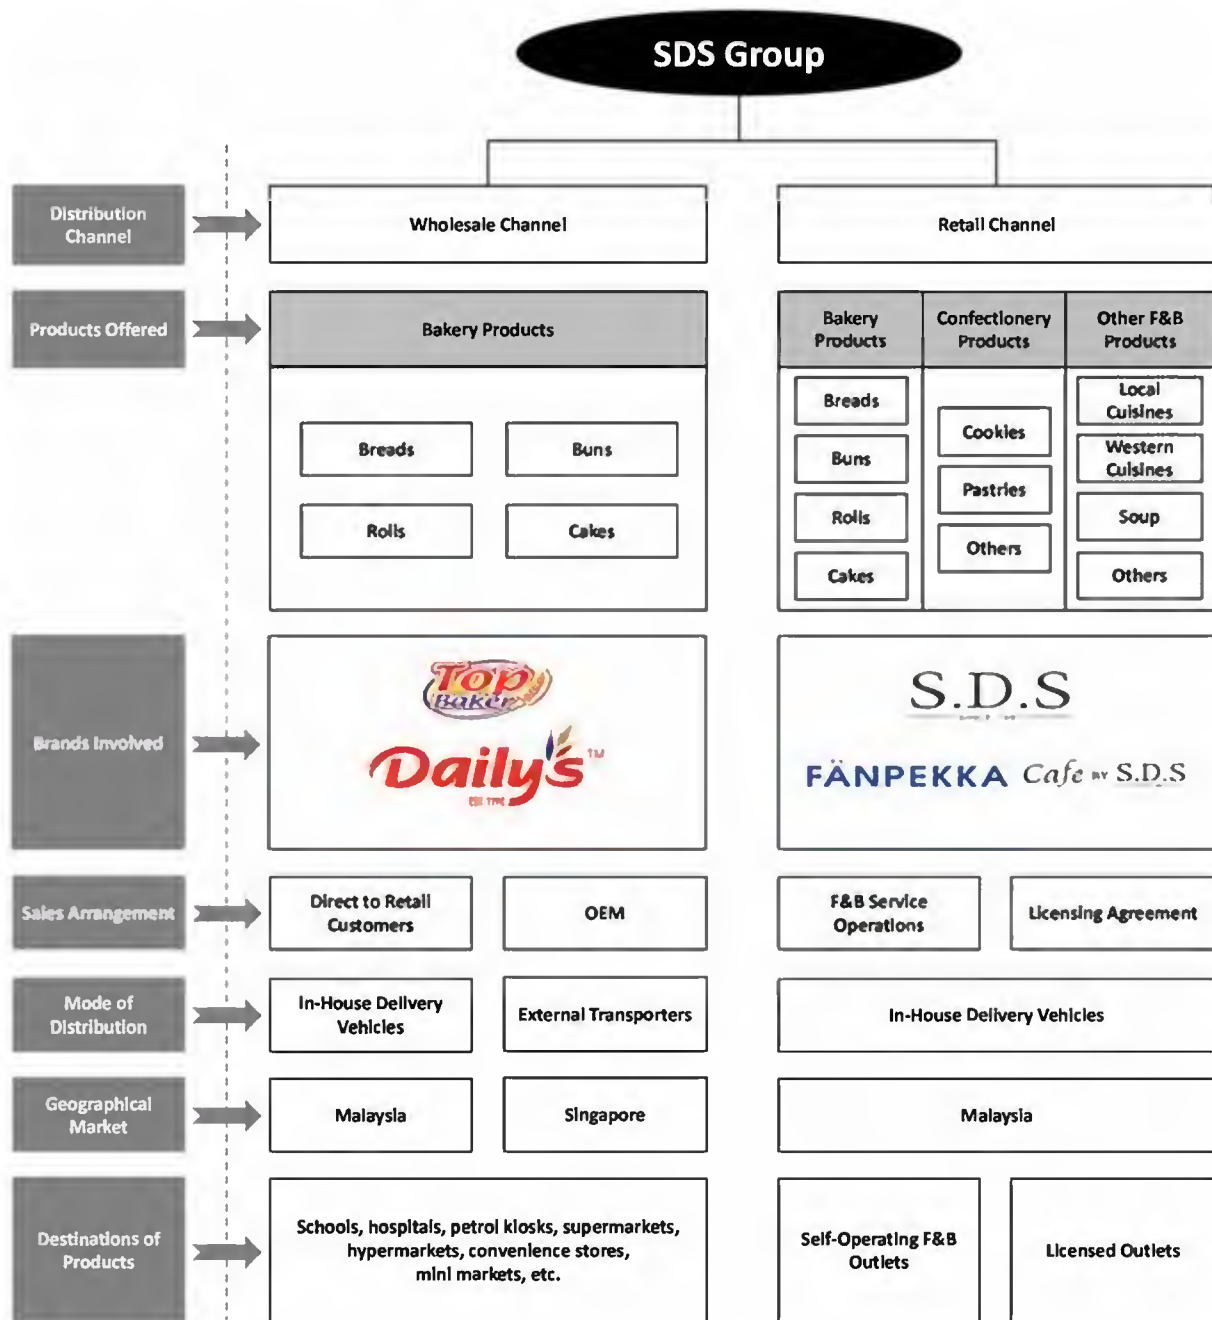 SDS Group
Distribution
Channel
Wholesale Channel
Retail Channel
Products Offered
Bakery Products
Bakery
Products
Confectionery
Products
Other F&B
Products
Breads
Buns
Rolls
Cakes
Breads
Buns
Rolls
Cakes
Cookies
Pastries
Others
Local
Cuisines
Western
Cuisines
Soup
Others
Brands Involved
Top
Baker
Daily's TM
S.D.S
FÄNPEKKA Cafe BY S.D.S
Sales Arrangement
Direct to Retail
Customers
OEM
F&B Service
Operations
Licensing Agreement
Mode of
Distribution
In-House Delivery
Vehicles
External Transporters
In-House Delivery Vehicles
Geographical
Market
Malaysia
Singapore
Malaysia
Destinations of
Products
Schools, hospitals, petrol kiosks, supermarkets,
hypermarkets, convenience stores,
mini markets, etc.
Self-Operating F&B
Outlets
Licensed Outlets